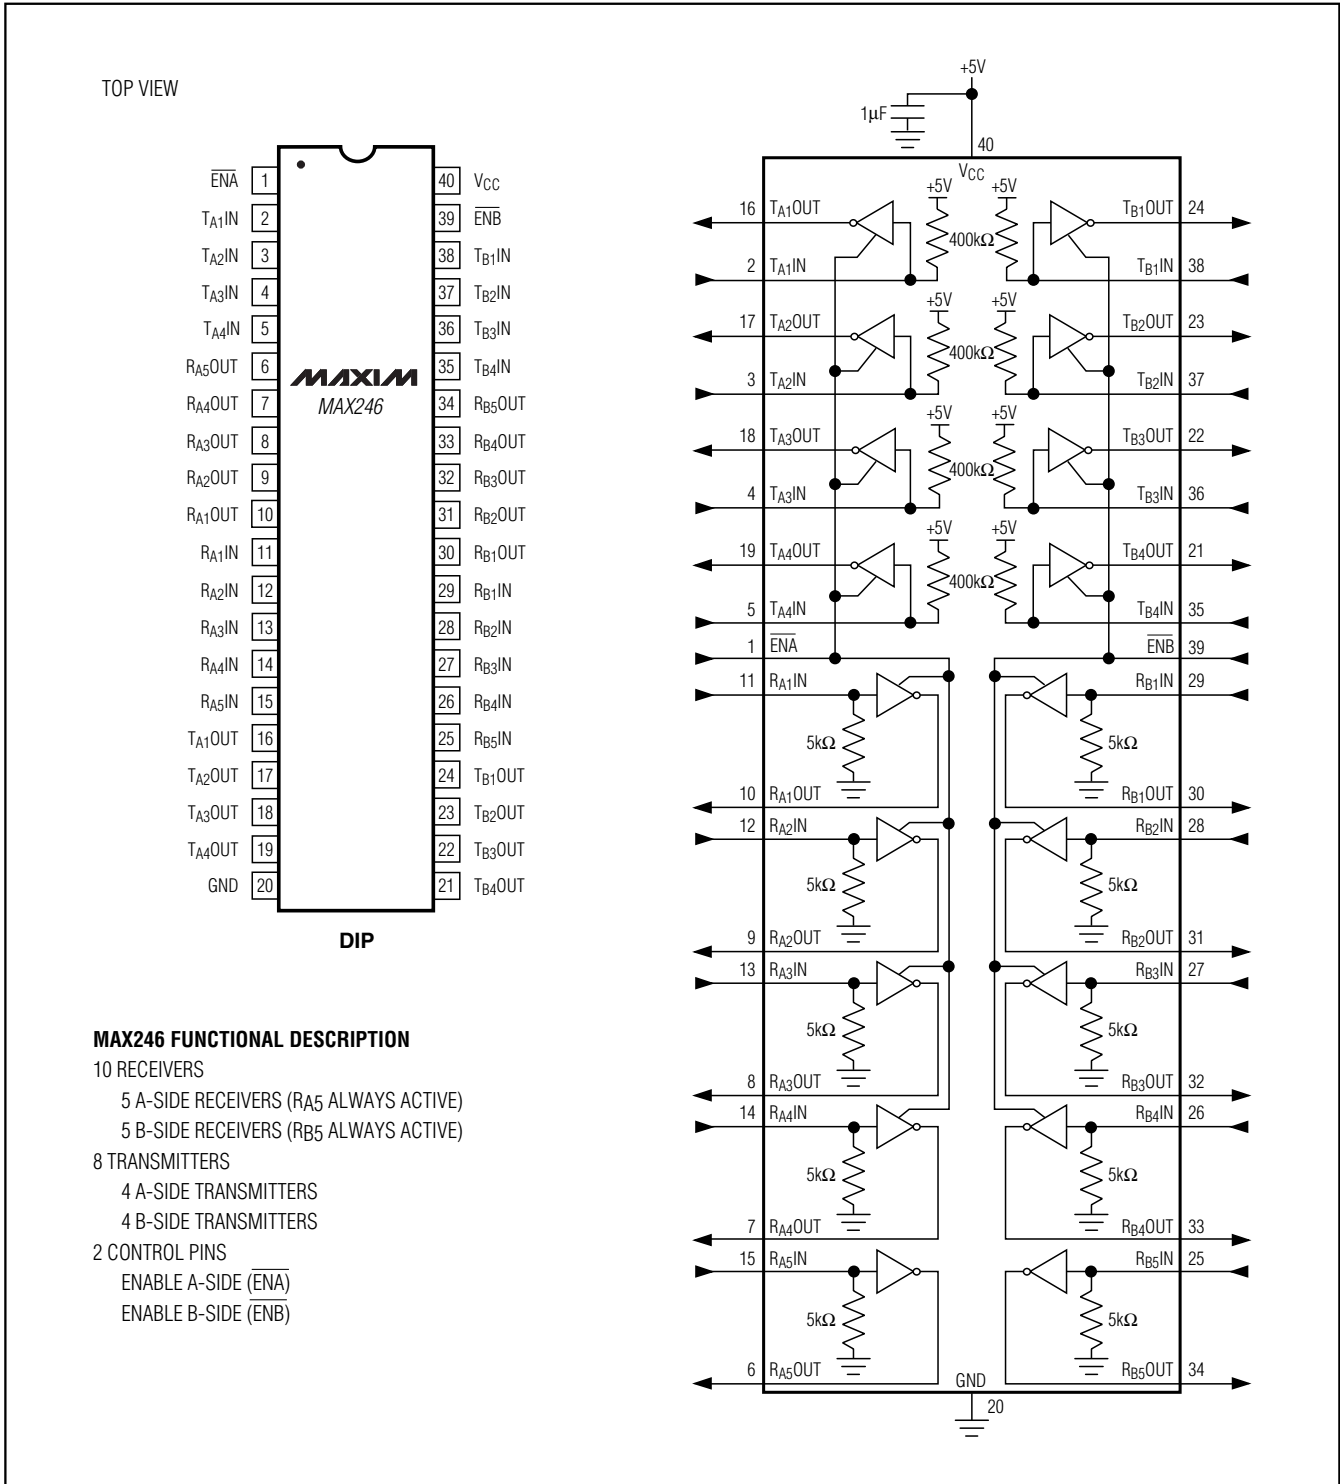 TOP VIEW
ENA 1
TA1IN 2
TA2IN 3
TA3IN 4
TA4IN 5
RA5OUT 6
RA4OUT 7
RA3OUT 8
RA2OUT 9
RA1OUT 10
RA1IN 11
RA2IN 12
RA3IN 13
RA4IN 14
RA5IN 15
TA1OUT 16
TA2OUT 17
TA3OUT 18
TA4OUT 19
GND 20
MAXIM
MAX246
40 VCC
39 ENB
38 TB1IN
37 TB2IN
36 TB3IN
35 TB4IN
34 RB5OUT
33 RB4OUT
32 RB3OUT
31 RB2OUT
30 RB1OUT
29 RB1IN
28 RB2IN
27 RB3IN
26 RB4IN
25 RB5IN
24 TB1OUT
23 TB2OUT
22 TB3OUT
21 TB4OUT
DIP
MAX246 FUNCTIONAL DESCRIPTION
10 RECEIVERS
5 A-SIDE RECEIVERS (RA5 ALWAYS ACTIVE)
5 B-SIDE RECEIVERS (RB5 ALWAYS ACTIVE)
8 TRANSMITTERS
4 A-SIDE TRANSMITTERS
4 B-SIDE TRANSMITTERS
2 CONTROL PINS
ENABLE A-SIDE (ENA)
ENABLE B-SIDE (ENB)
+5V
1µF
40
VCC
+5V +5V
16 TA1OUT TB1OUT 24
400kΩ
2 TA1IN TB1IN 38
+5V +5V
17 TA2OUT TB2OUT 23
400kΩ
3 TA2IN TB2IN 37
+5V +5V
18 TA3OUT TB3OUT 22
400kΩ
4 TA3IN TB3IN 36
+5V +5V
19 TA4OUT TB4OUT 21
400kΩ
5 TA4IN TB4IN 35
1 ENA ENB 39
11 RA1IN RB1IN 29
5kΩ 5kΩ
10 RA1OUT RB1OUT 30
12 RA2IN RB2IN 28
5kΩ 5kΩ
9 RA2OUT RB2OUT 31
13 RA3IN RB3IN 27
5kΩ 5kΩ
8 RA3OUT RB3OUT 32
14 RA4IN RB4IN 26
5kΩ 5kΩ
7 RA4OUT RB4OUT 33
15 RA5IN RB5IN 25
5kΩ 5kΩ
6 RA5OUT RB5OUT 34
GND
20